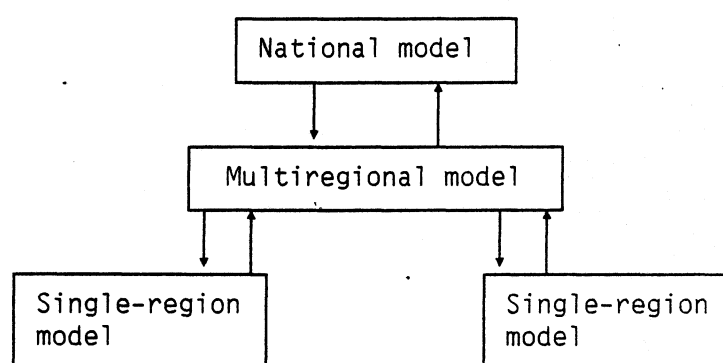 National model
Multiregional model
Single-region
model
Single-region
model